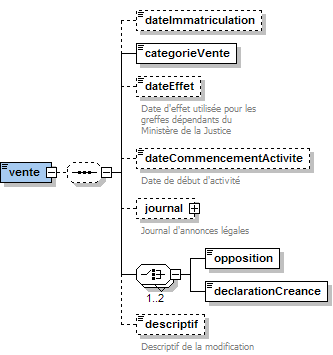 dateImmatriculation
categorieVente
dateEffet
Date d'effet utilisée pour les
greffes dépendants du
Ministère de la Justice
vente
dateCommencementActivite
Date de début d'activité
journal
Journal d'annonces légales
opposition
1..2
declarationCreance
descriptif
Descriptif de la modification